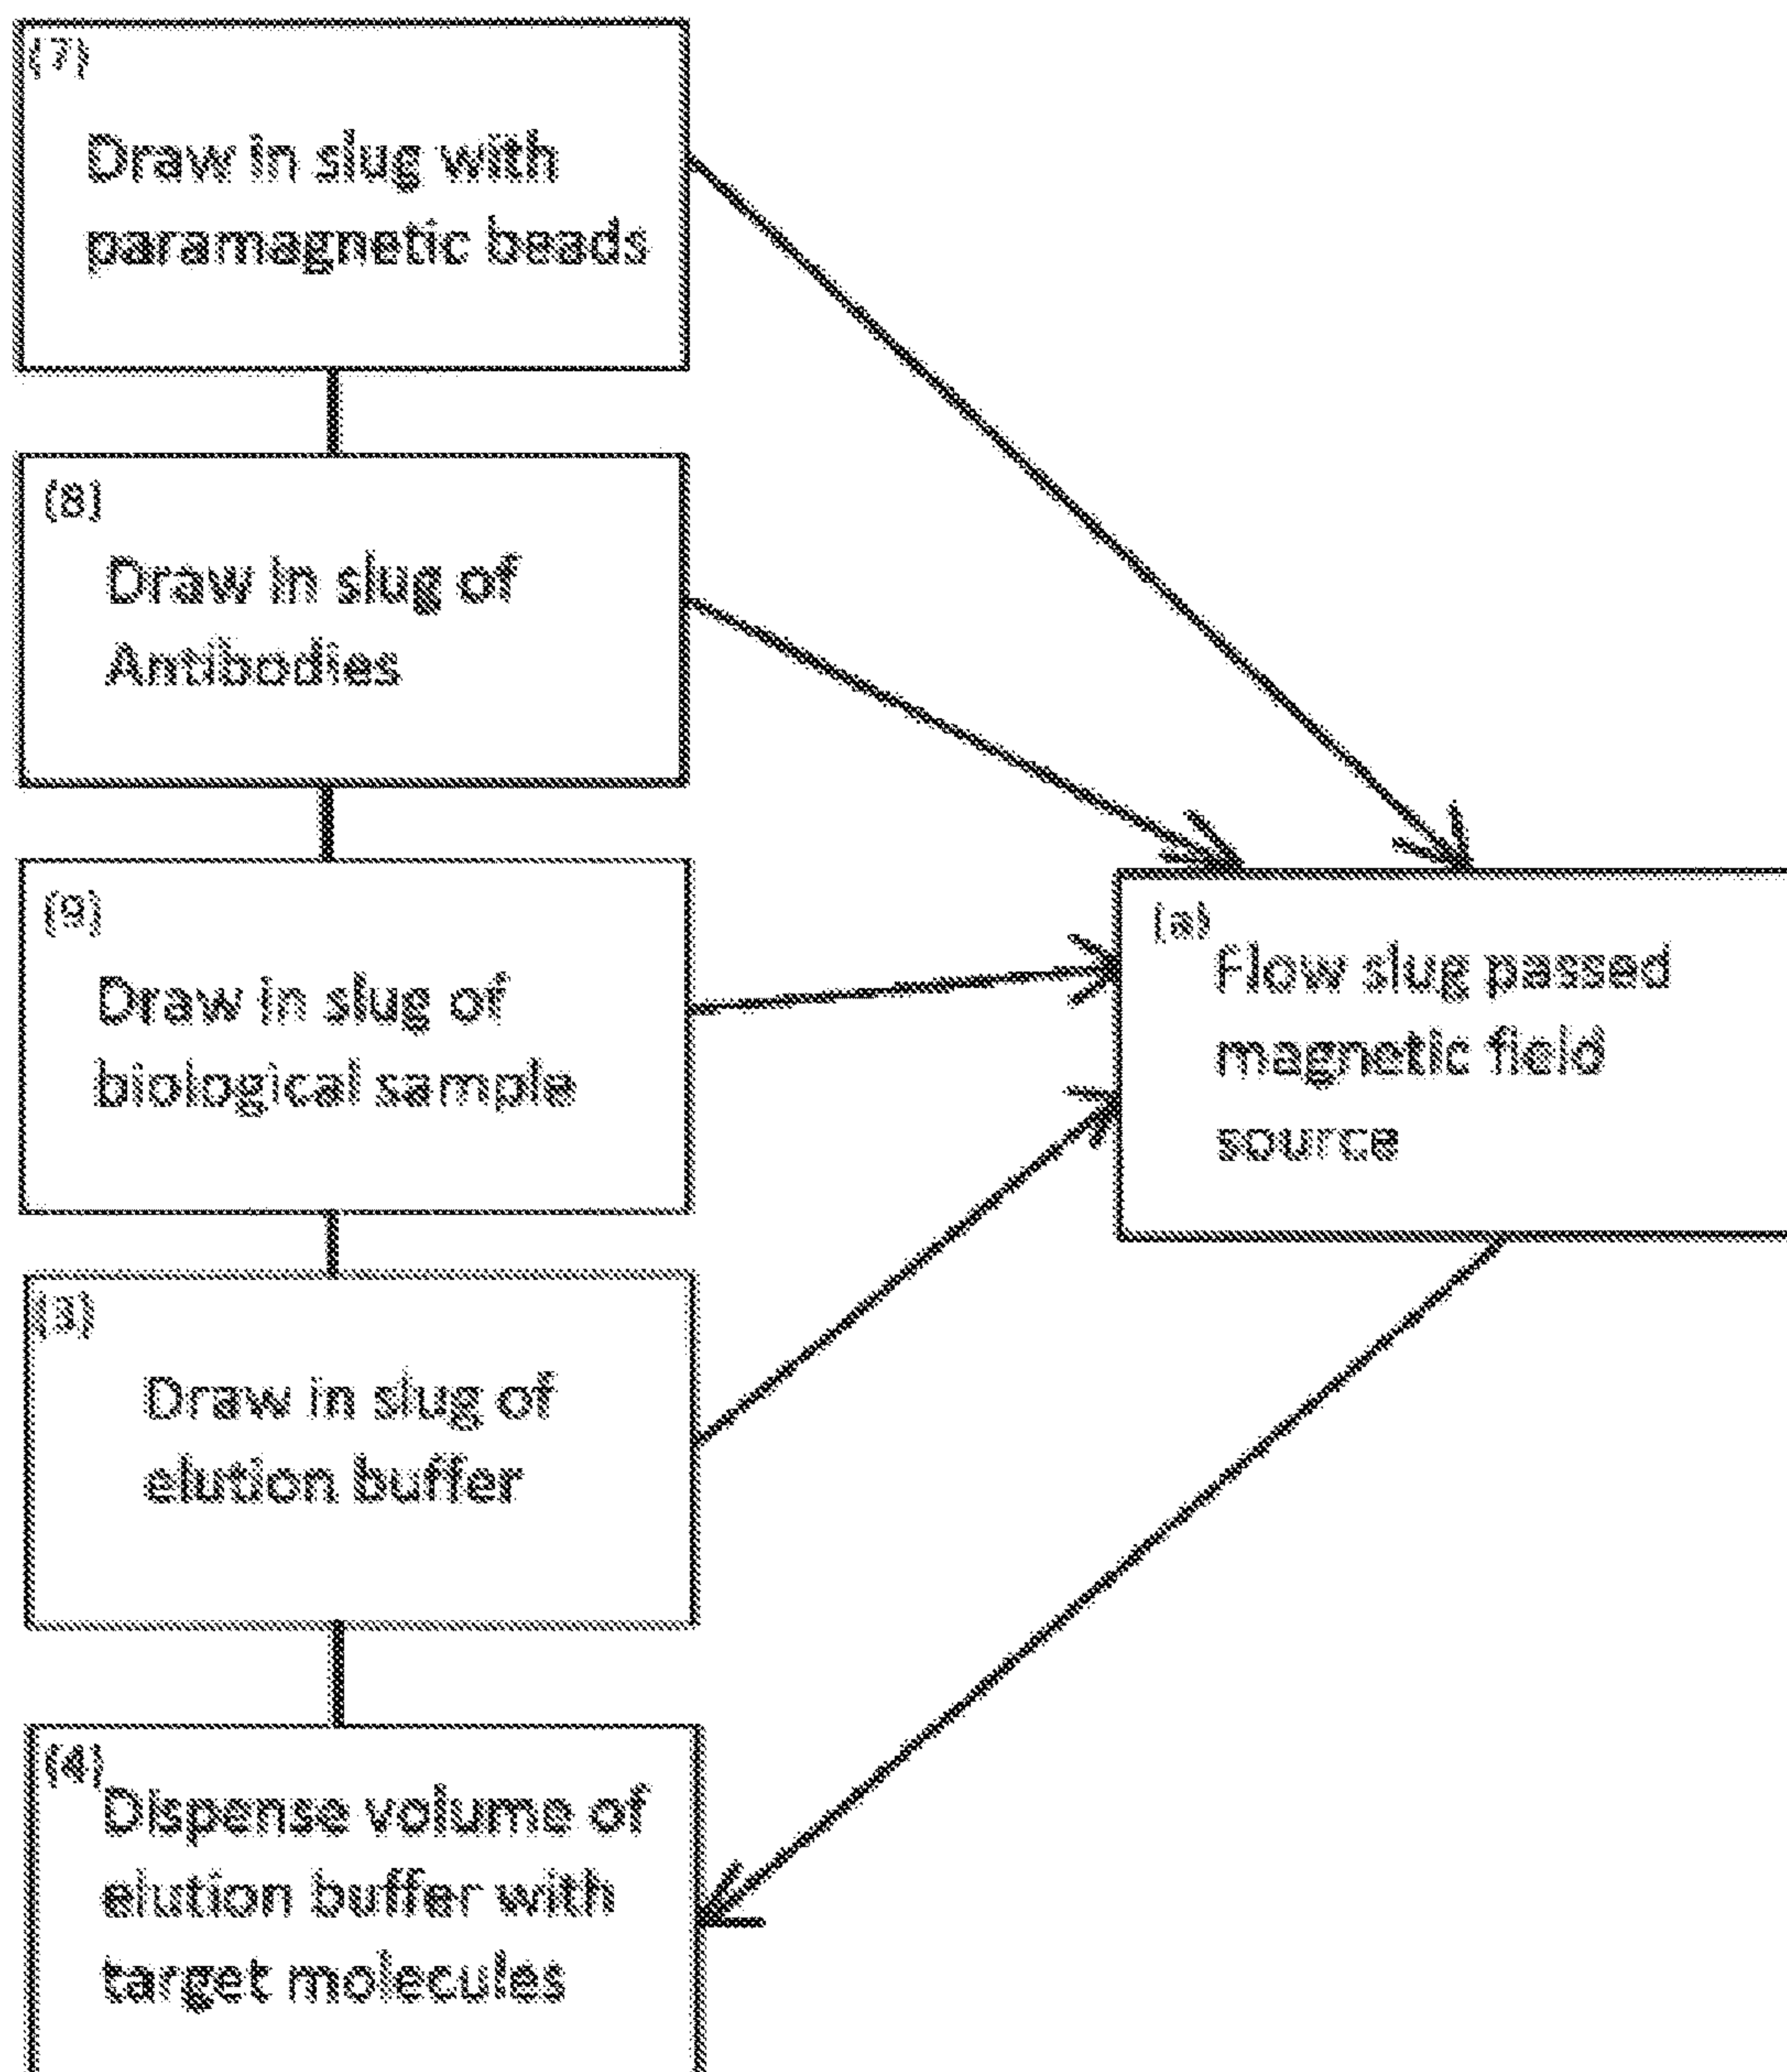 (7)
Draw in slug with
paramagnetic beads
(8)
Draw in slug of
Antibodies
(9)
Draw in slug of
biological sample
(a)
Flow slug passed
magnetic field
source
(3)
Draw in slug of
elution buffer
(4)
Dispense volume of
elution buffer with
target molecules